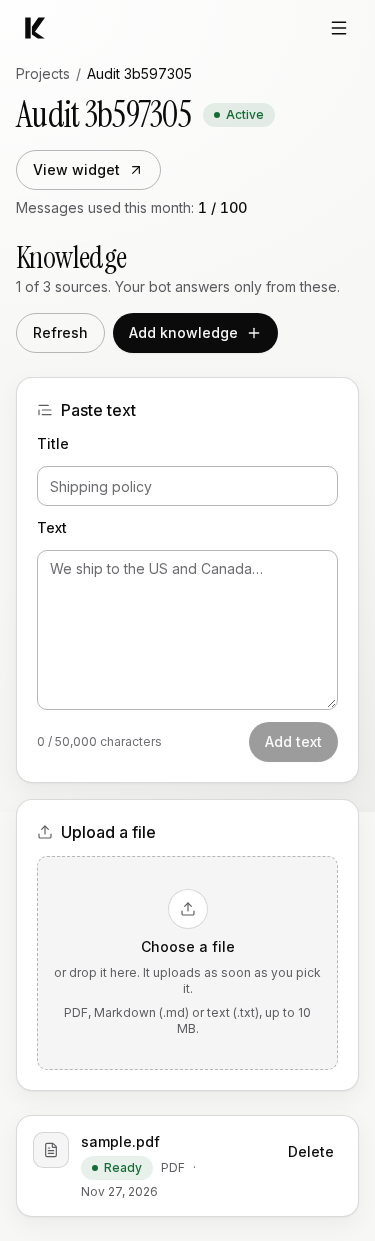 K
Projects / Audit 3b597305
Audit 3b597305
Active
View widget
Messages used this month: 1 / 100
Knowledge
1 of 3 sources. Your bot answers only from these.
Refresh
Add knowledge
Paste text
Title
Shipping policy
Text
We ship to the US and Canada…
0 / 50,000 characters
Add text
Upload a file
Choose a file
or drop it here. It uploads as soon as you pick
it.
PDF, Markdown (.md) or text (.txt), up to 10
MB.
sample.pdf
Ready PDF ·
Nov 27, 2026
Delete